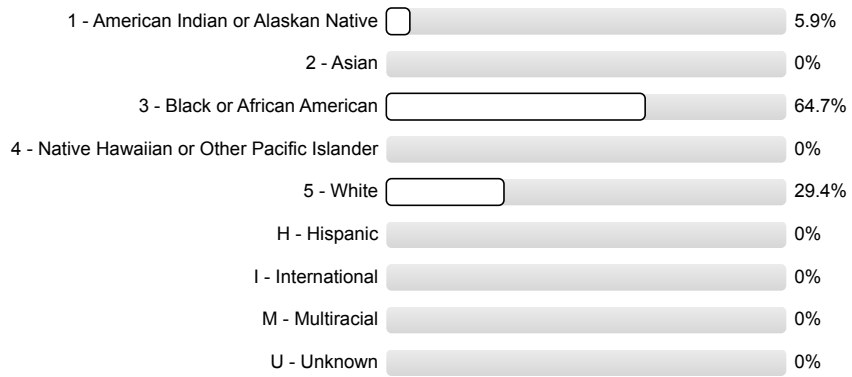 1 - American Indian or Alaskan Native 5.9%
2 - Asian 0%
3 - Black or African American 64.7%
4 - Native Hawaiian or Other Pacific Islander 0%
5 - White 29.4%
H - Hispanic 0%
I - International 0%
M - Multiracial 0%
U - Unknown 0%